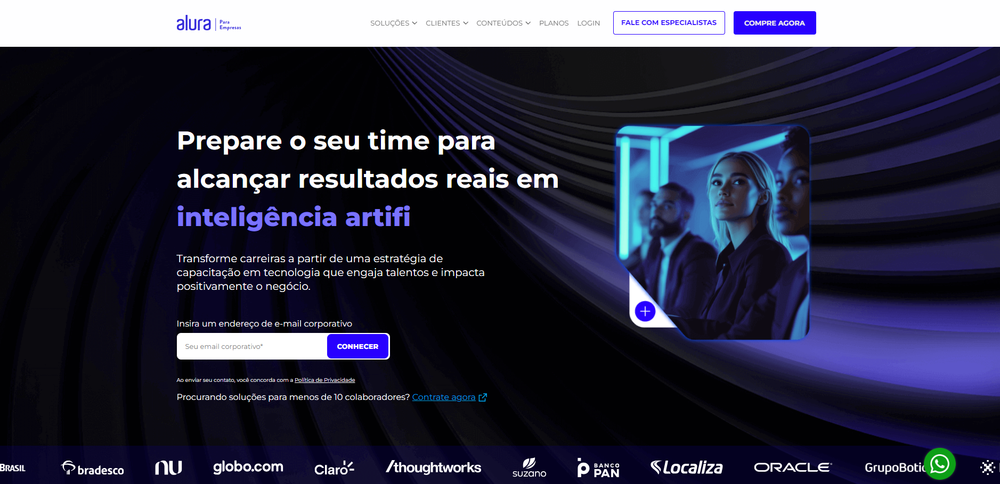 alura Para Empresas
SOLUÇÕES CLIENTES CONTEÚDOS PLANOS LOGIN FALE COM ESPECIALISTAS COMPRE AGORA
Prepare o seu time para
alcançar resultados reais em
inteligência artifi
Transforme carreiras a partir de uma estratégia de
capacitação em tecnologia que engaja talentos e impacta
positivamente o negócio.
Insira um endereço de e-mail corporativo
Seu email corporativo* CONHECER
Ao enviar seu contato, você concorda com a Política de Privacidade
Procurando soluções para menos de 10 colaboradores? Contrate agora
BRASIL bradesco nu globo.com Claro /thoughtworks suzano BANCO PAN Localiza ORACLE GrupoBotic